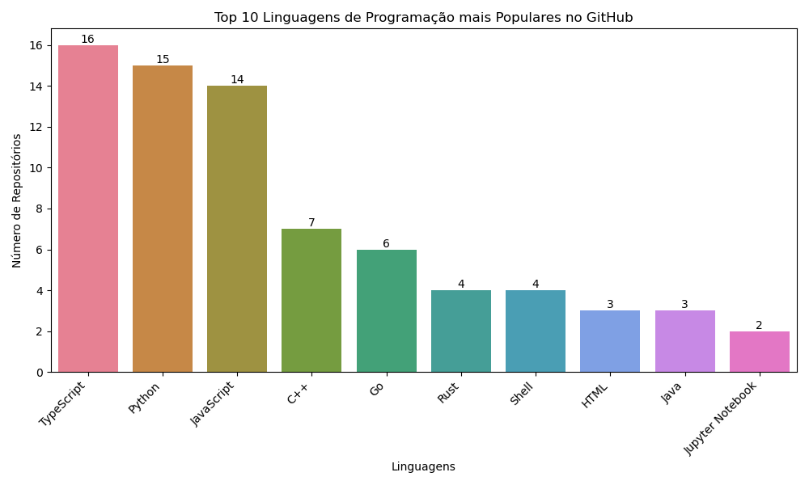 Top 10 Linguagens de Programação mais Populares no GitHub
Número de Repositórios
16
14
12
10
8
6
4
2
0
16
15
14
7
6
4
4
3
3
2
TypeScript
Python
JavaScript
C++
Go
Rust
Shell
HTML
Java
Jupyter Notebook
Linguagens